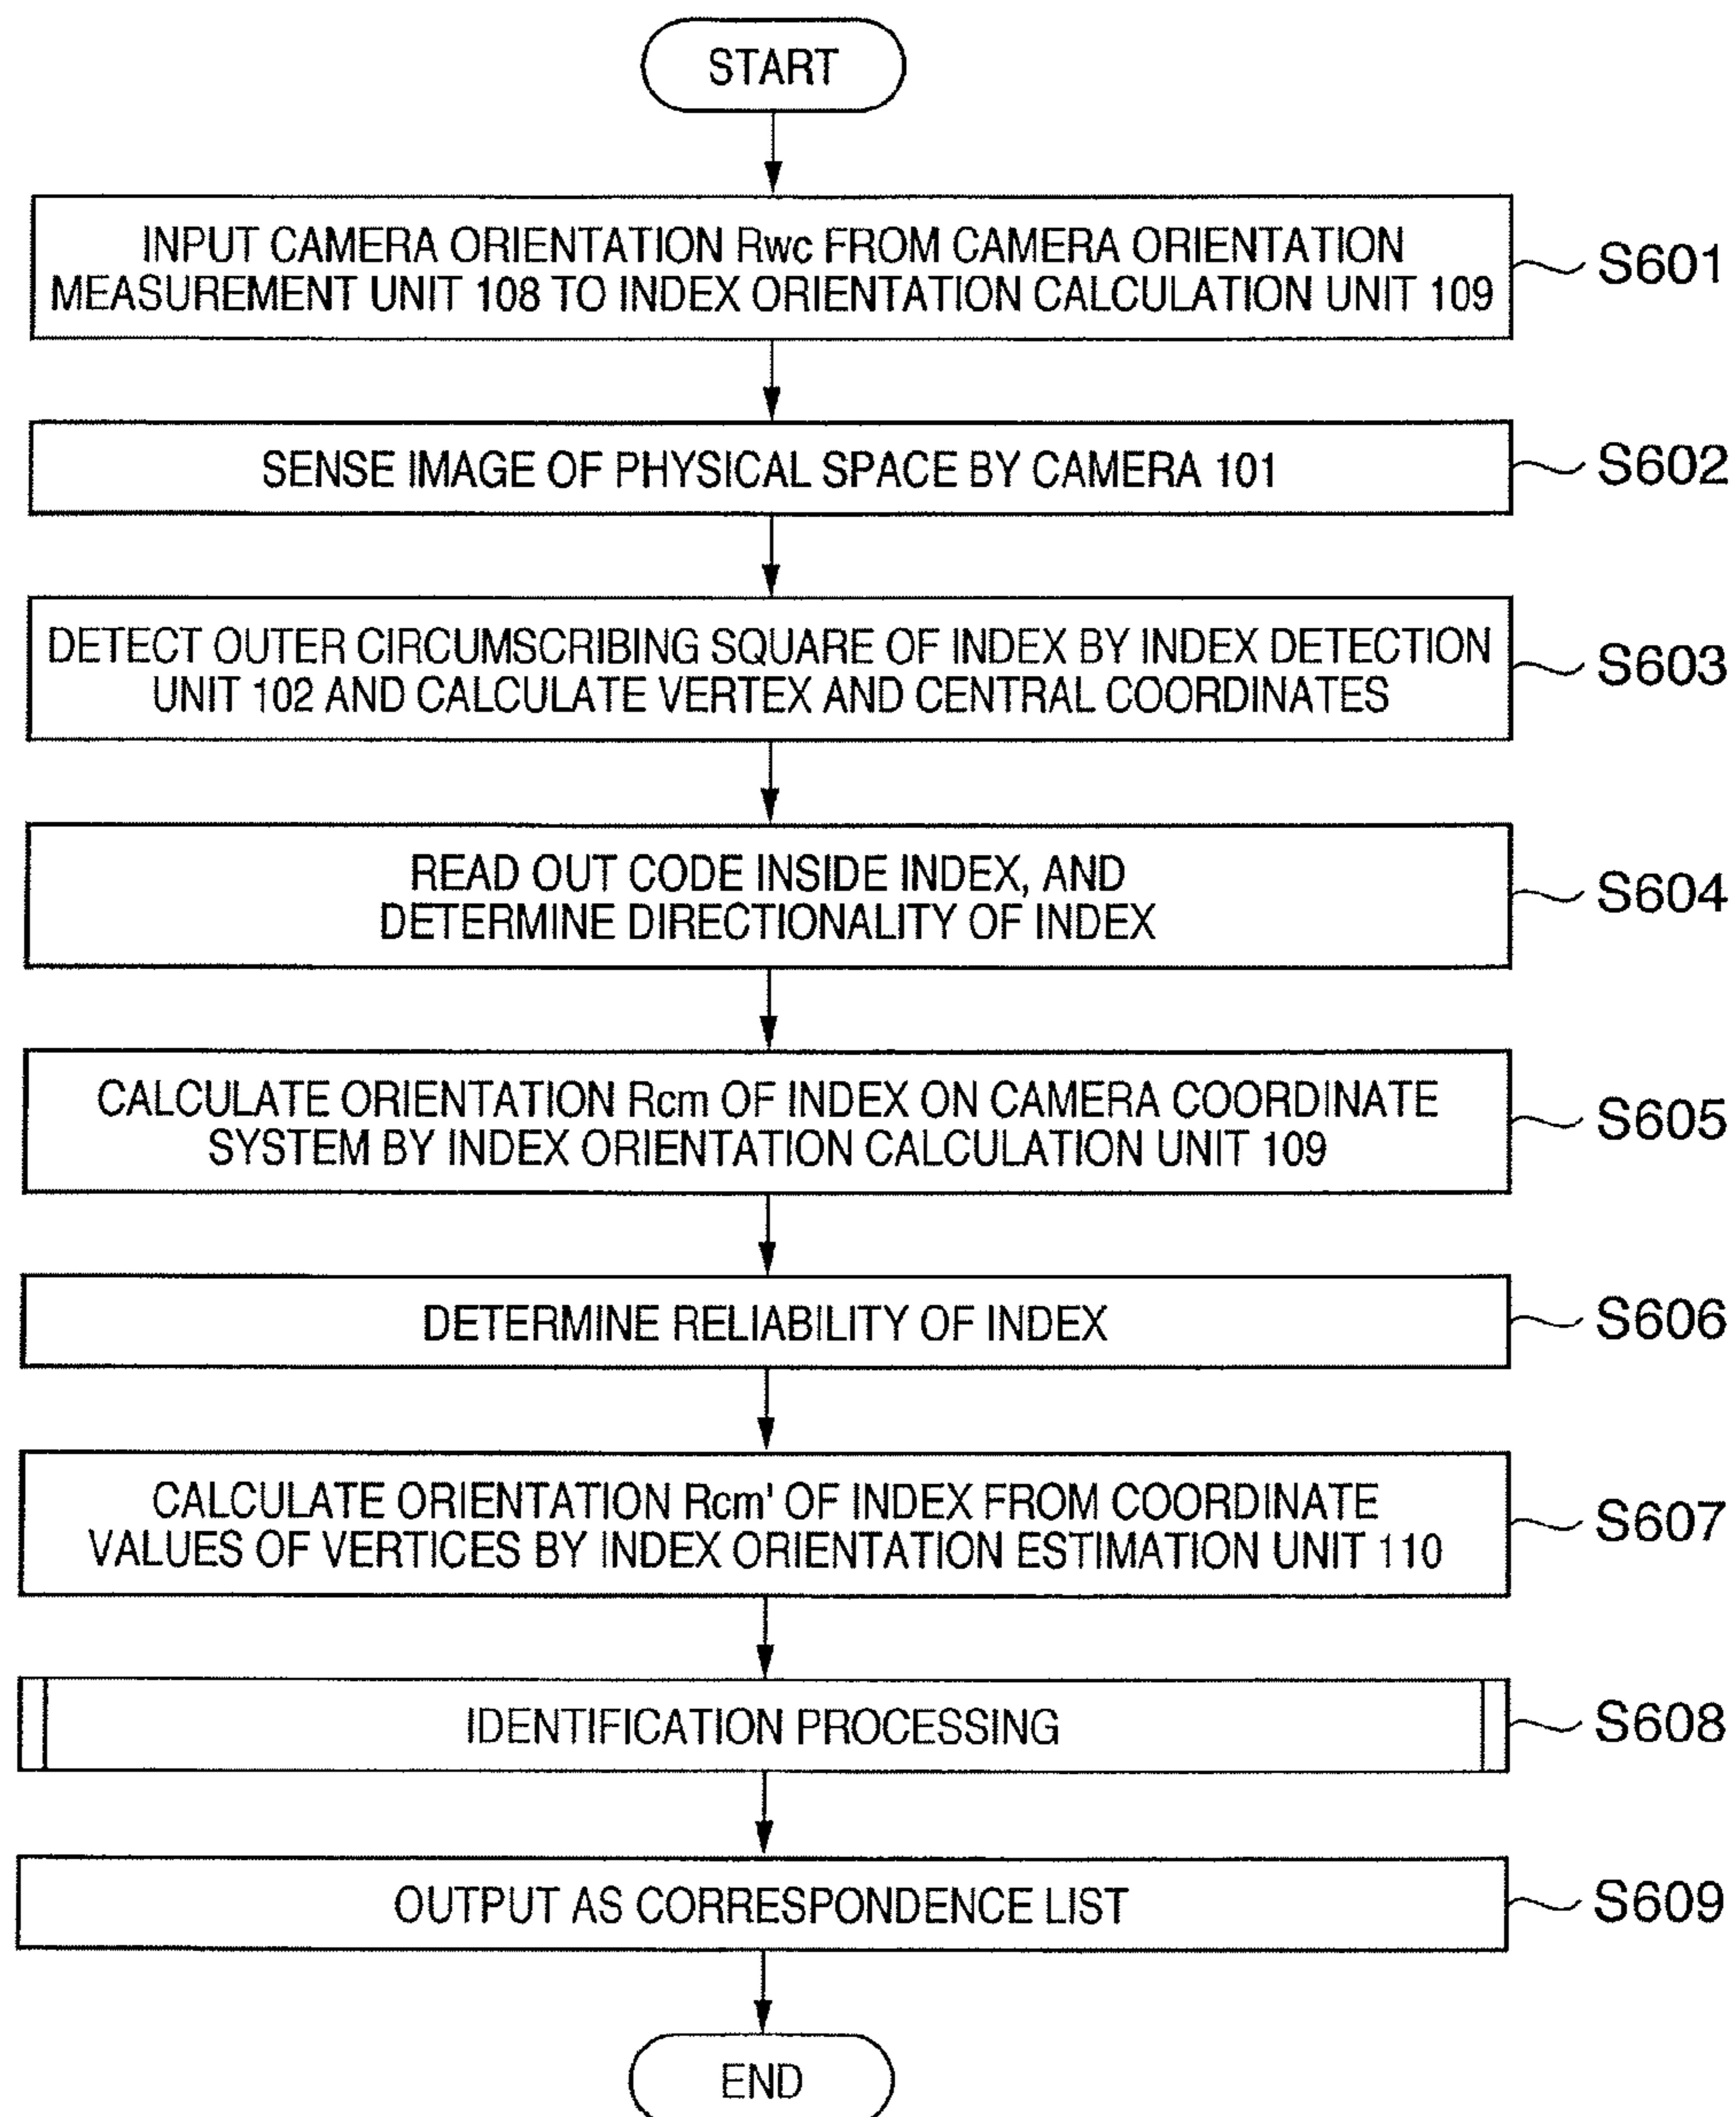 START
INPUT CAMERA ORIENTATION Rwc FROM CAMERA ORIENTATION
MEASUREMENT UNIT 108 TO INDEX ORIENTATION CALCULATION UNIT 109
S601
SENSE IMAGE OF PHYSICAL SPACE BY CAMERA 101
S602
DETECT OUTER CIRCUMSCRIBING SQUARE OF INDEX BY INDEX DETECTION
UNIT 102 AND CALCULATE VERTEX AND CENTRAL COORDINATES
S603
READ OUT CODE INSIDE INDEX, AND
DETERMINE DIRECTIONALITY OF INDEX
S604
CALCULATE ORIENTATION Rcm OF INDEX ON CAMERA COORDINATE
SYSTEM BY INDEX ORIENTATION CALCULATION UNIT 109
S605
DETERMINE RELIABILITY OF INDEX
S606
CALCULATE ORIENTATION Rcm' OF INDEX FROM COORDINATE
VALUES OF VERTICES BY INDEX ORIENTATION ESTIMATION UNIT 110
S607
IDENTIFICATION PROCESSING
S608
OUTPUT AS CORRESPONDENCE LIST
S609
END